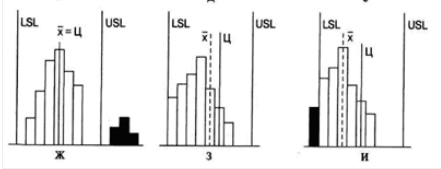 LSL x̅ = Ц USL LSL x̅ Ц USL LSL x̅ Ц USL
Ж З И